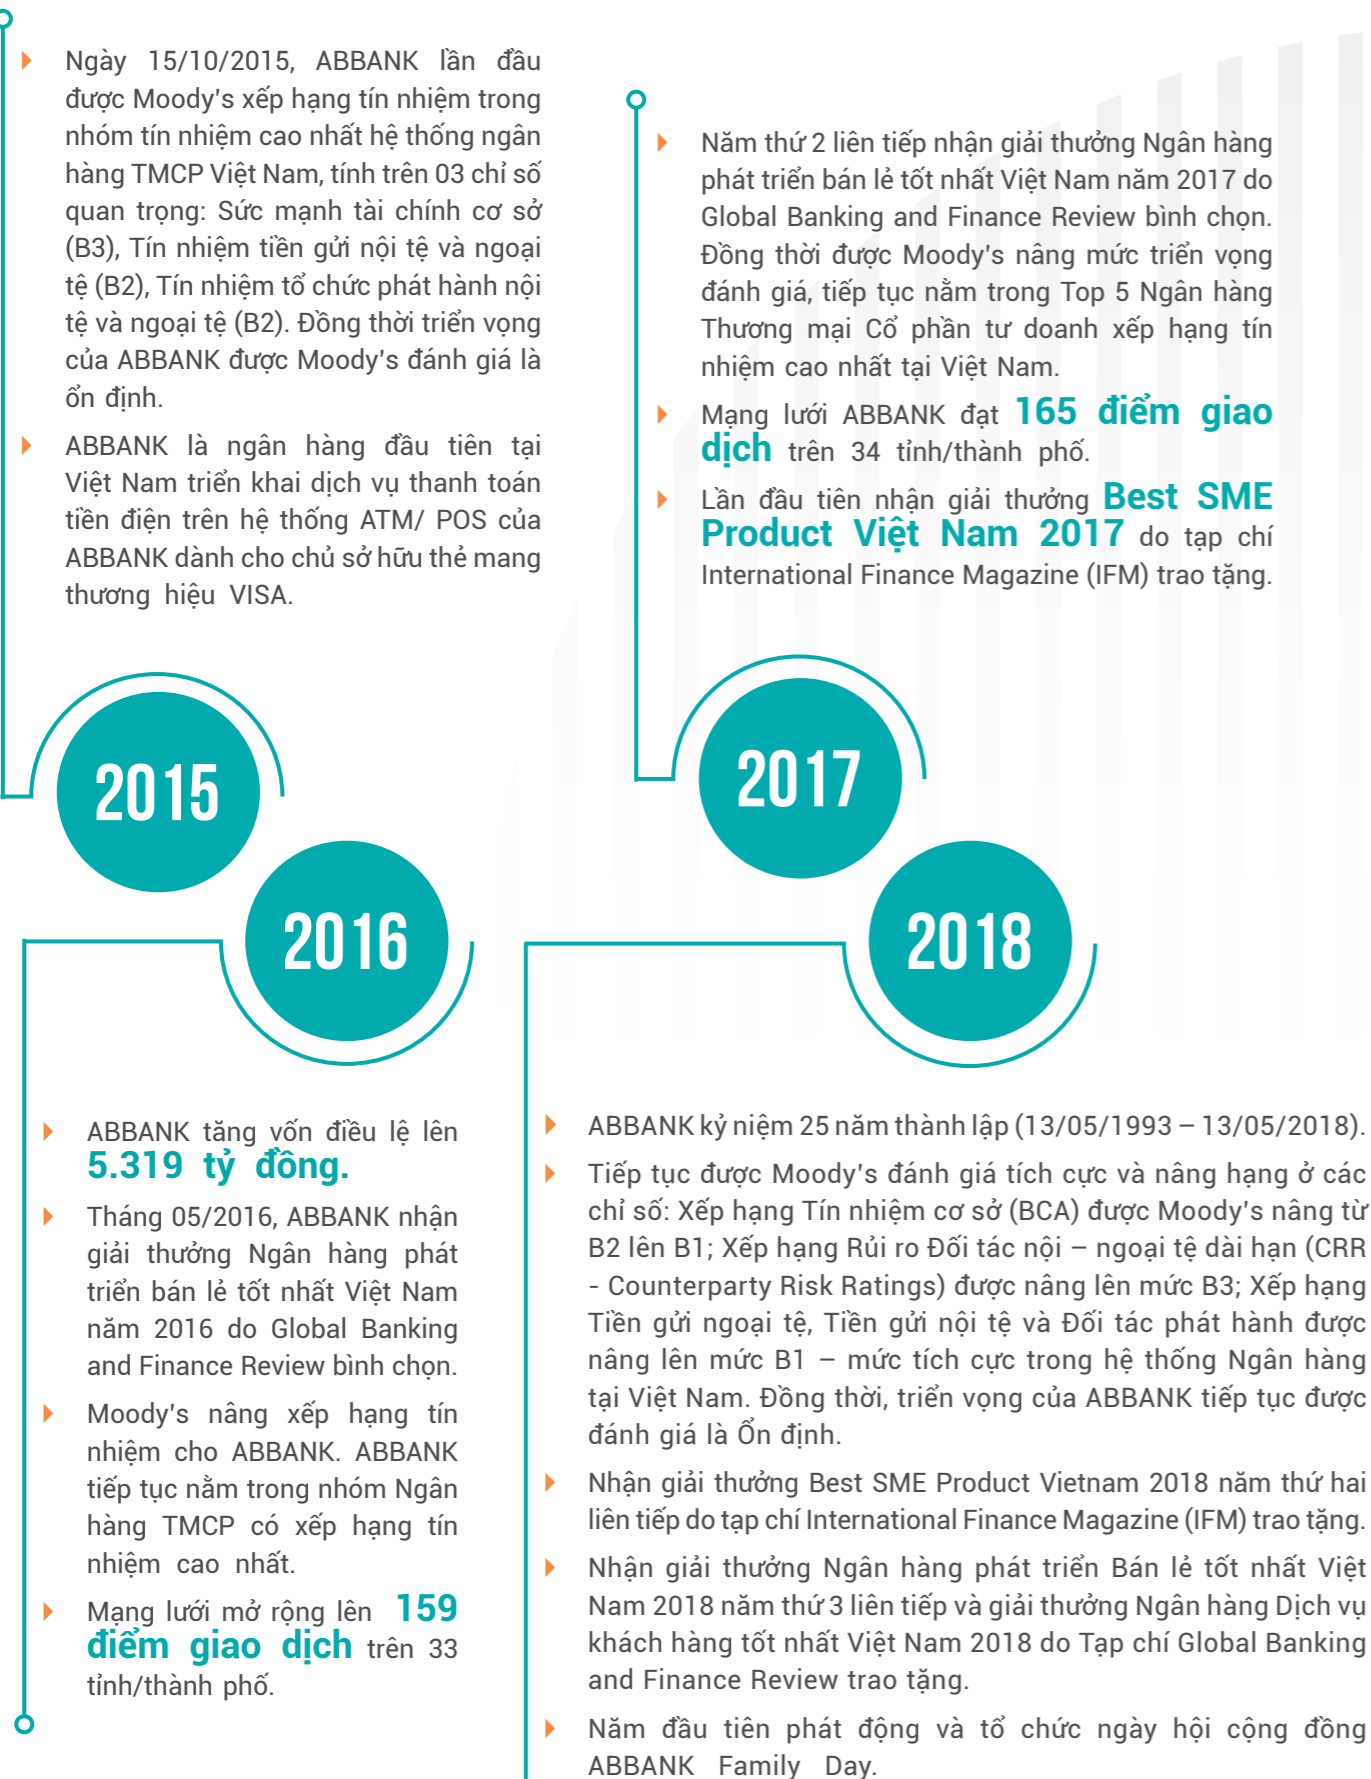 Ngày 15/10/2015, ABBANK lần đầu
được Moody's xếp hạng tín nhiệm trong
nhóm tín nhiệm cao nhất hệ thống ngân
hàng TMCP Việt Nam, tính trên 03 chỉ số
quan trọng: Sức mạnh tài chính cơ sở
(B3), Tín nhiệm tiền gửi nội tệ và ngoại
tệ (B2), Tín nhiệm tổ chức phát hành nội
tệ và ngoại tệ (B2). Đồng thời triển vọng
của ABBANK được Moody's đánh giá là
ổn định.
ABBANK là ngân hàng đầu tiên tại
Việt Nam triển khai dịch vụ thanh toán
tiền điện trên hệ thống ATM/ POS của
ABBANK dành cho chủ sở hữu thẻ mang
thương hiệu VISA.
2015
2016
ABBANK tăng vốn điều lệ lên
5.319 tỷ đồng.
Tháng 05/2016, ABBANK nhận
giải thưởng Ngân hàng phát
triển bán lẻ tốt nhất Việt Nam
năm 2016 do Global Banking
and Finance Review bình chọn.
Moody's nâng xếp hạng tín
nhiệm cho ABBANK. ABBANK
tiếp tục nằm trong nhóm Ngân
hàng TMCP có xếp hạng tín
nhiệm cao nhất.
Mạng lưới mở rộng lên 159
điểm giao dịch trên 33
tỉnh/thành phố.
Năm thứ 2 liên tiếp nhận giải thưởng Ngân hàng
phát triển bán lẻ tốt nhất Việt Nam năm 2017 do
Global Banking and Finance Review bình chọn.
Đồng thời được Moody's nâng mức triển vọng
đánh giá, tiếp tục nằm trong Top 5 Ngân hàng
Thương mại Cổ phần tư doanh xếp hạng tín
nhiệm cao nhất tại Việt Nam.
Mạng lưới ABBANK đạt 165 điểm giao
dịch trên 34 tỉnh/thành phố.
Lần đầu tiên nhận giải thưởng Best SME
Product Việt Nam 2017 do tạp chí
International Finance Magazine (IFM) trao tặng.
2017
2018
ABBANK kỷ niệm 25 năm thành lập (13/05/1993 – 13/05/2018).
Tiếp tục được Moody's đánh giá tích cực và nâng hạng ở các
chỉ số: Xếp hạng Tín nhiệm cơ sở (BCA) được Moody's nâng từ
B2 lên B1; Xếp hạng Rủi ro Đối tác nội – ngoại tệ dài hạn (CRR
- Counterparty Risk Ratings) được nâng lên mức B3; Xếp hạng
Tiền gửi ngoại tệ, Tiền gửi nội tệ và Đối tác phát hành được
nâng lên mức B1 – mức tích cực trong hệ thống Ngân hàng
tại Việt Nam. Đồng thời, triển vọng của ABBANK tiếp tục được
đánh giá là Ổn định.
Nhận giải thưởng Best SME Product Vietnam 2018 năm thứ hai
liên tiếp do tạp chí International Finance Magazine (IFM) trao tặng.
Nhận giải thưởng Ngân hàng phát triển Bán lẻ tốt nhất Việt
Nam 2018 năm thứ 3 liên tiếp và giải thưởng Ngân hàng Dịch vụ
khách hàng tốt nhất Việt Nam 2018 do Tạp chí Global Banking
and Finance Review trao tặng.
Năm đầu tiên phát động và tổ chức ngày hội cộng đồng
ABBANK Family Day.